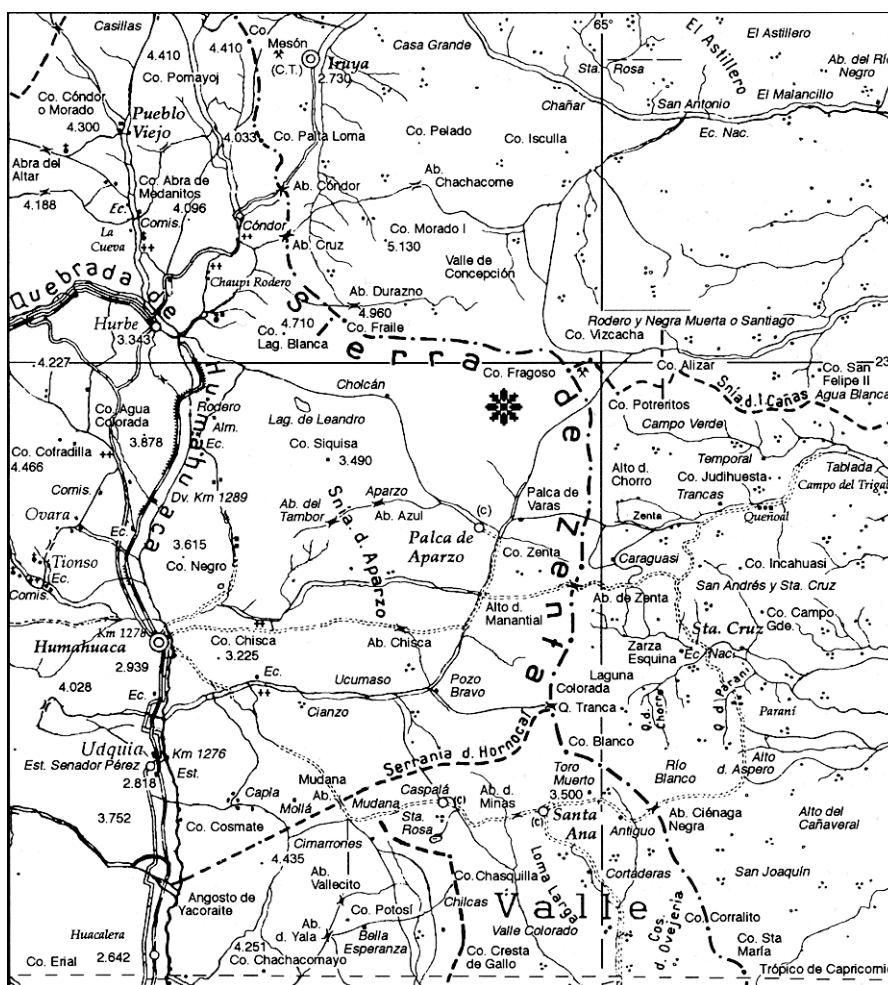 65°
Casillas
4.410
4.410
Co.
Mesón
(C.T.)
Iruya
2.730
Casa Grande
Sta. Rosa
El Astillero
El Astillero
Ab. del Río
Negro
Co. Pomayoj
Co. Cóndor
o Morado
4.300
Pueblo
Viejo
4.033
Co. Palta Loma
Co. Pelado
Chañar
San Antonio
El Malancillo
Co. Isculla
Ec. Nac.
Abra del
Altar
4.188
Co. Abra de
Medanitos
4.096
Ab. Cóndor
Ab.
Chachacome
Ec.
Comis.
La
Cueva
Cóndor
Ab. Cruz
Co. Morado I
5.130
Valle de
Concepción
Quebrada de Humahuaca
Chaupi Rodero
Ab. Durazno
4.960
Hurbe
3.343
4.710
Co.
Lag. Blanca
Co. Fraile
Rodero y Negra Muerta o Santiago
Co. Vizcacha
Sierra de Zenta
4.227
Cholcán
Co. Fragoso
Co. Alizar
23
Co. San
Felipe II
Agua Blanca
Snía d. l. Cañas
Co. Agua
Colorada
3.878
Rodero
Alm.
Ec.
Lag. de Leandro
Co. Potreritos
Campo Verde
Co. Cofradilla
4.466
Co. Siquisa
3.490
Alto d.
Chorro
Temporal
Co. Judihuesta
Trancas
Tablada
Campo del Trigal
Comis.
Ovara
Ec.
Dv. Km 1289
Ab. del
Tambor
Aparzo
Ab. Azul
Snía d. Aparzo
(c)
Palca de
Aparzo
Palca de
Varas
Zenta
Queñoal
Tionso
Ec.
Comis.
3.615
Co. Negro
Co. Zenta
Caraguasi
Co. Incahuasi
San Andrés y Sta. Cruz
Alto d.
Manantial
Ab. de Zenta
Km 1278
Humahuaca
2.939
Co. Chisca
3.225
Ab. Chisca
Sta. Cruz
Co. Campo
Gde.
Zarza
Esquina
Ec. Nac.
4.028
Ec.
Ec.
Ucumaso
Pozo
Bravo
Laguna
Colorada
Q. d. Chorro
Q. d. Paraní
Paraní
Cianzo
Q. Tranca
Serranía d. Hornocar
Co. Blanco
Udquia
Km 1276
Est. Senador Pérez
Est.
2.818
Mudana
Ab.
Mudana
Caspalá
(c)
Ab. d.
Minas
Toro
Muerto
3.500
Río
Blanco
Alto
d. Aspero
Capla
Mollá
3.752
Co. Cosmate
Sta.
Rosa
(c)
Santa
Ana
Antiguo
Ab. Ciénaga
Negra
Alto del
Cañaveral
4.435
Cimarrones
Ab.
Vallecito
Co. Chasquilla
Loma Larga
Cortaderas
San Joaquín
Angosto de
Yacoraite
Co. Potosí
Chilcas
Valle
Valle Colorado
Cos. d. Ovejería
Co. Corralito
Huacalera
Ab.
d. Yala
Bella
Esperanza
4.251
Co. Chachacomayo
Co. Cresta
de Gallo
Co. Sta
María
Co. Erial
2.642
Trópico de Capricornio